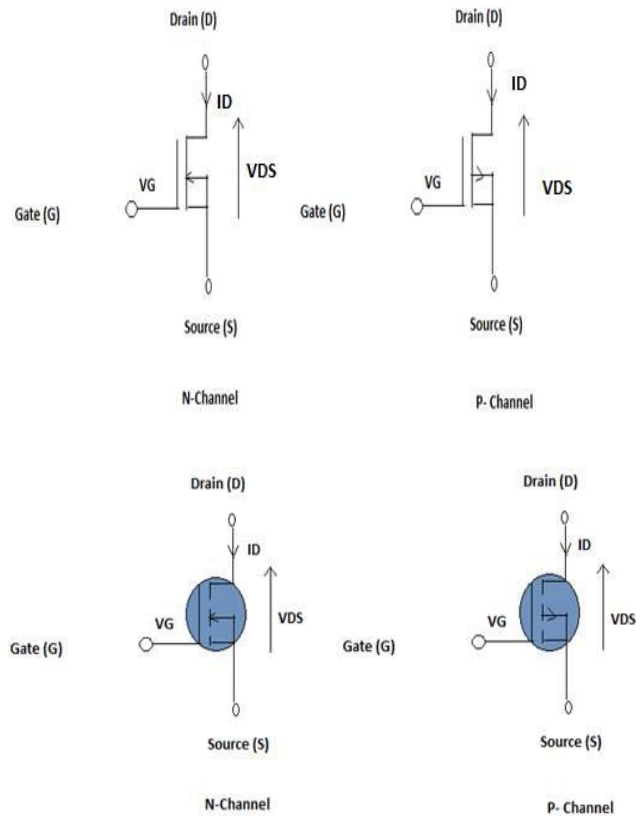 Drain (D)
ID
VDS
VG
Gate (G)
Source (S)
N-Channel
Drain (D)
ID
VDS
VG
Gate (G)
Source (S)
P- Channel
Drain (D)
ID
VDS
VG
Gate (G)
Source (S)
N-Channel
Drain (D)
ID
VDS
VG
Gate (G)
Source (S)
P- Channel